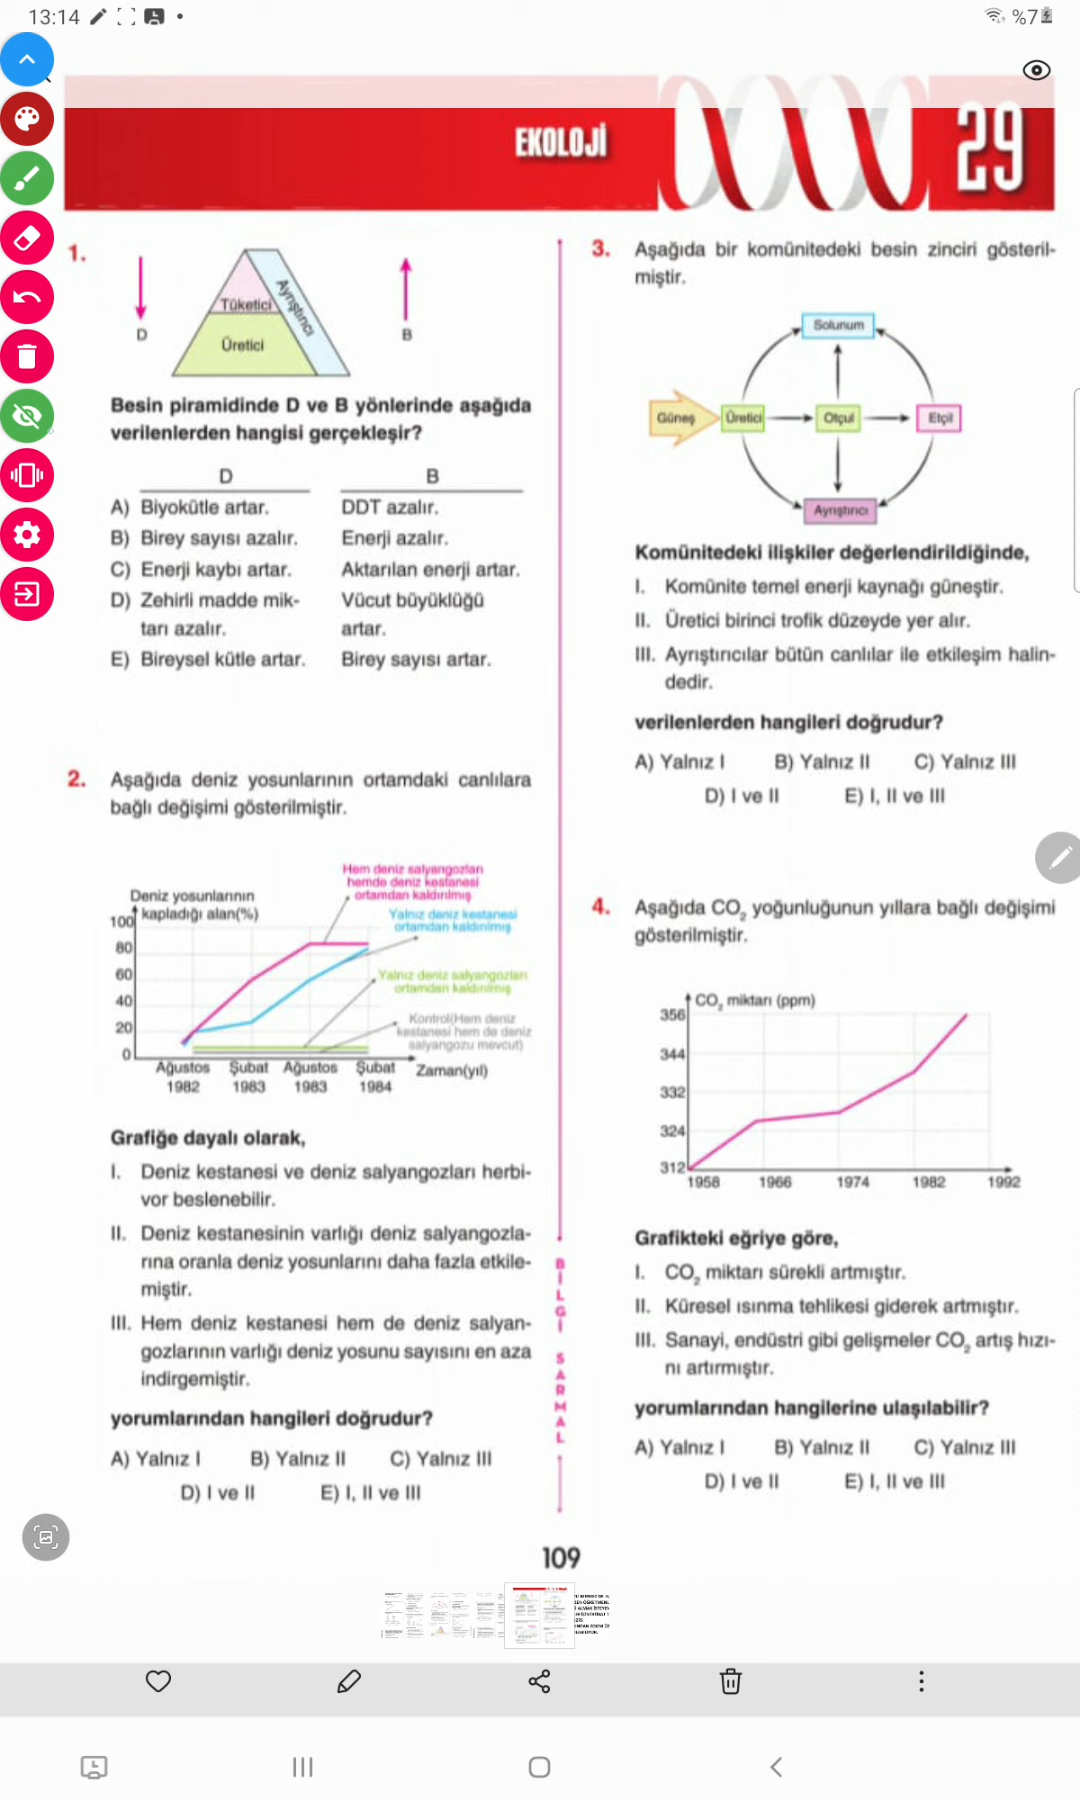 13:14
%7
EKOLOJİ
29
1.
Tüketici
Ayrıştırıcı
Üretici
D
B
Besin piramidinde D ve B yönlerinde aşağıda
verilenlerden hangisi gerçekleşir?
D B
A) Biyokütle artar. DDT azalır.
B) Birey sayısı azalır. Enerji azalır.
C) Enerji kaybı artar. Aktarılan enerji artar.
D) Zehirli madde mik- Vücut büyüklüğü
tarı azalır. artar.
E) Bireysel kütle artar. Birey sayısı artar.
2. Aşağıda deniz yosunlarının ortamdaki canlılara
bağlı değişimi gösterilmiştir.
Hem deniz salyangozları
hemde deniz kestanesi
ortamdan kaldırılmış
Deniz yosunlarının
kapladığı alan(%)
Yalnız deniz kestanesi
ortamdan kaldırılmış
100
80
60
40
20
0
Yalnız deniz salyangozları
ortamdan kaldırılmış
Kontrol(Hem deniz
kestanesi hem de deniz
salyangozu mevcut)
Ağustos Şubat Ağustos Şubat Zaman(yıl)
1982 1983 1983 1984
Grafiğe dayalı olarak,
I. Deniz kestanesi ve deniz salyangozları herbi-
vor beslenebilir.
II. Deniz kestanesinin varlığı deniz salyangozla-
rına oranla deniz yosunlarını daha fazla etkile-
miştir.
III. Hem deniz kestanesi hem de deniz salyan-
gozlarının varlığı deniz yosunu sayısını en aza
indirgemiştir.
yorumlarından hangileri doğrudur?
A) Yalnız I B) Yalnız II C) Yalnız III
D) I ve II E) I, II ve III
BİLGİ SARMAL
3. Aşağıda bir komünitedeki besin zinciri gösteril-
miştir.
Solunum
Güneş
Üretici
Otçul
Etçil
Ayrıştırıcı
Komünitedeki ilişkiler değerlendirildiğinde,
I. Komünite temel enerji kaynağı güneştir.
II. Üretici birinci trofik düzeyde yer alır.
III. Ayrıştırıcılar bütün canlılar ile etkileşim halin-
dedir.
verilenlerden hangileri doğrudur?
A) Yalnız I B) Yalnız II C) Yalnız III
D) I ve II E) I, II ve III
4. Aşağıda CO₂ yoğunluğunun yıllara bağlı değişimi
gösterilmiştir.
CO₂ miktarı (ppm)
356
344
332
324
312
1958 1966 1974 1982 1992
Grafikteki eğriye göre,
I. CO₂ miktarı sürekli artmıştır.
II. Küresel ısınma tehlikesi giderek artmıştır.
III. Sanayi, endüstri gibi gelişmeler CO₂ artış hızı-
nı artırmıştır.
yorumlarından hangilerine ulaşılabilir?
A) Yalnız I B) Yalnız II C) Yalnız III
D) I ve II E) I, II ve III
109